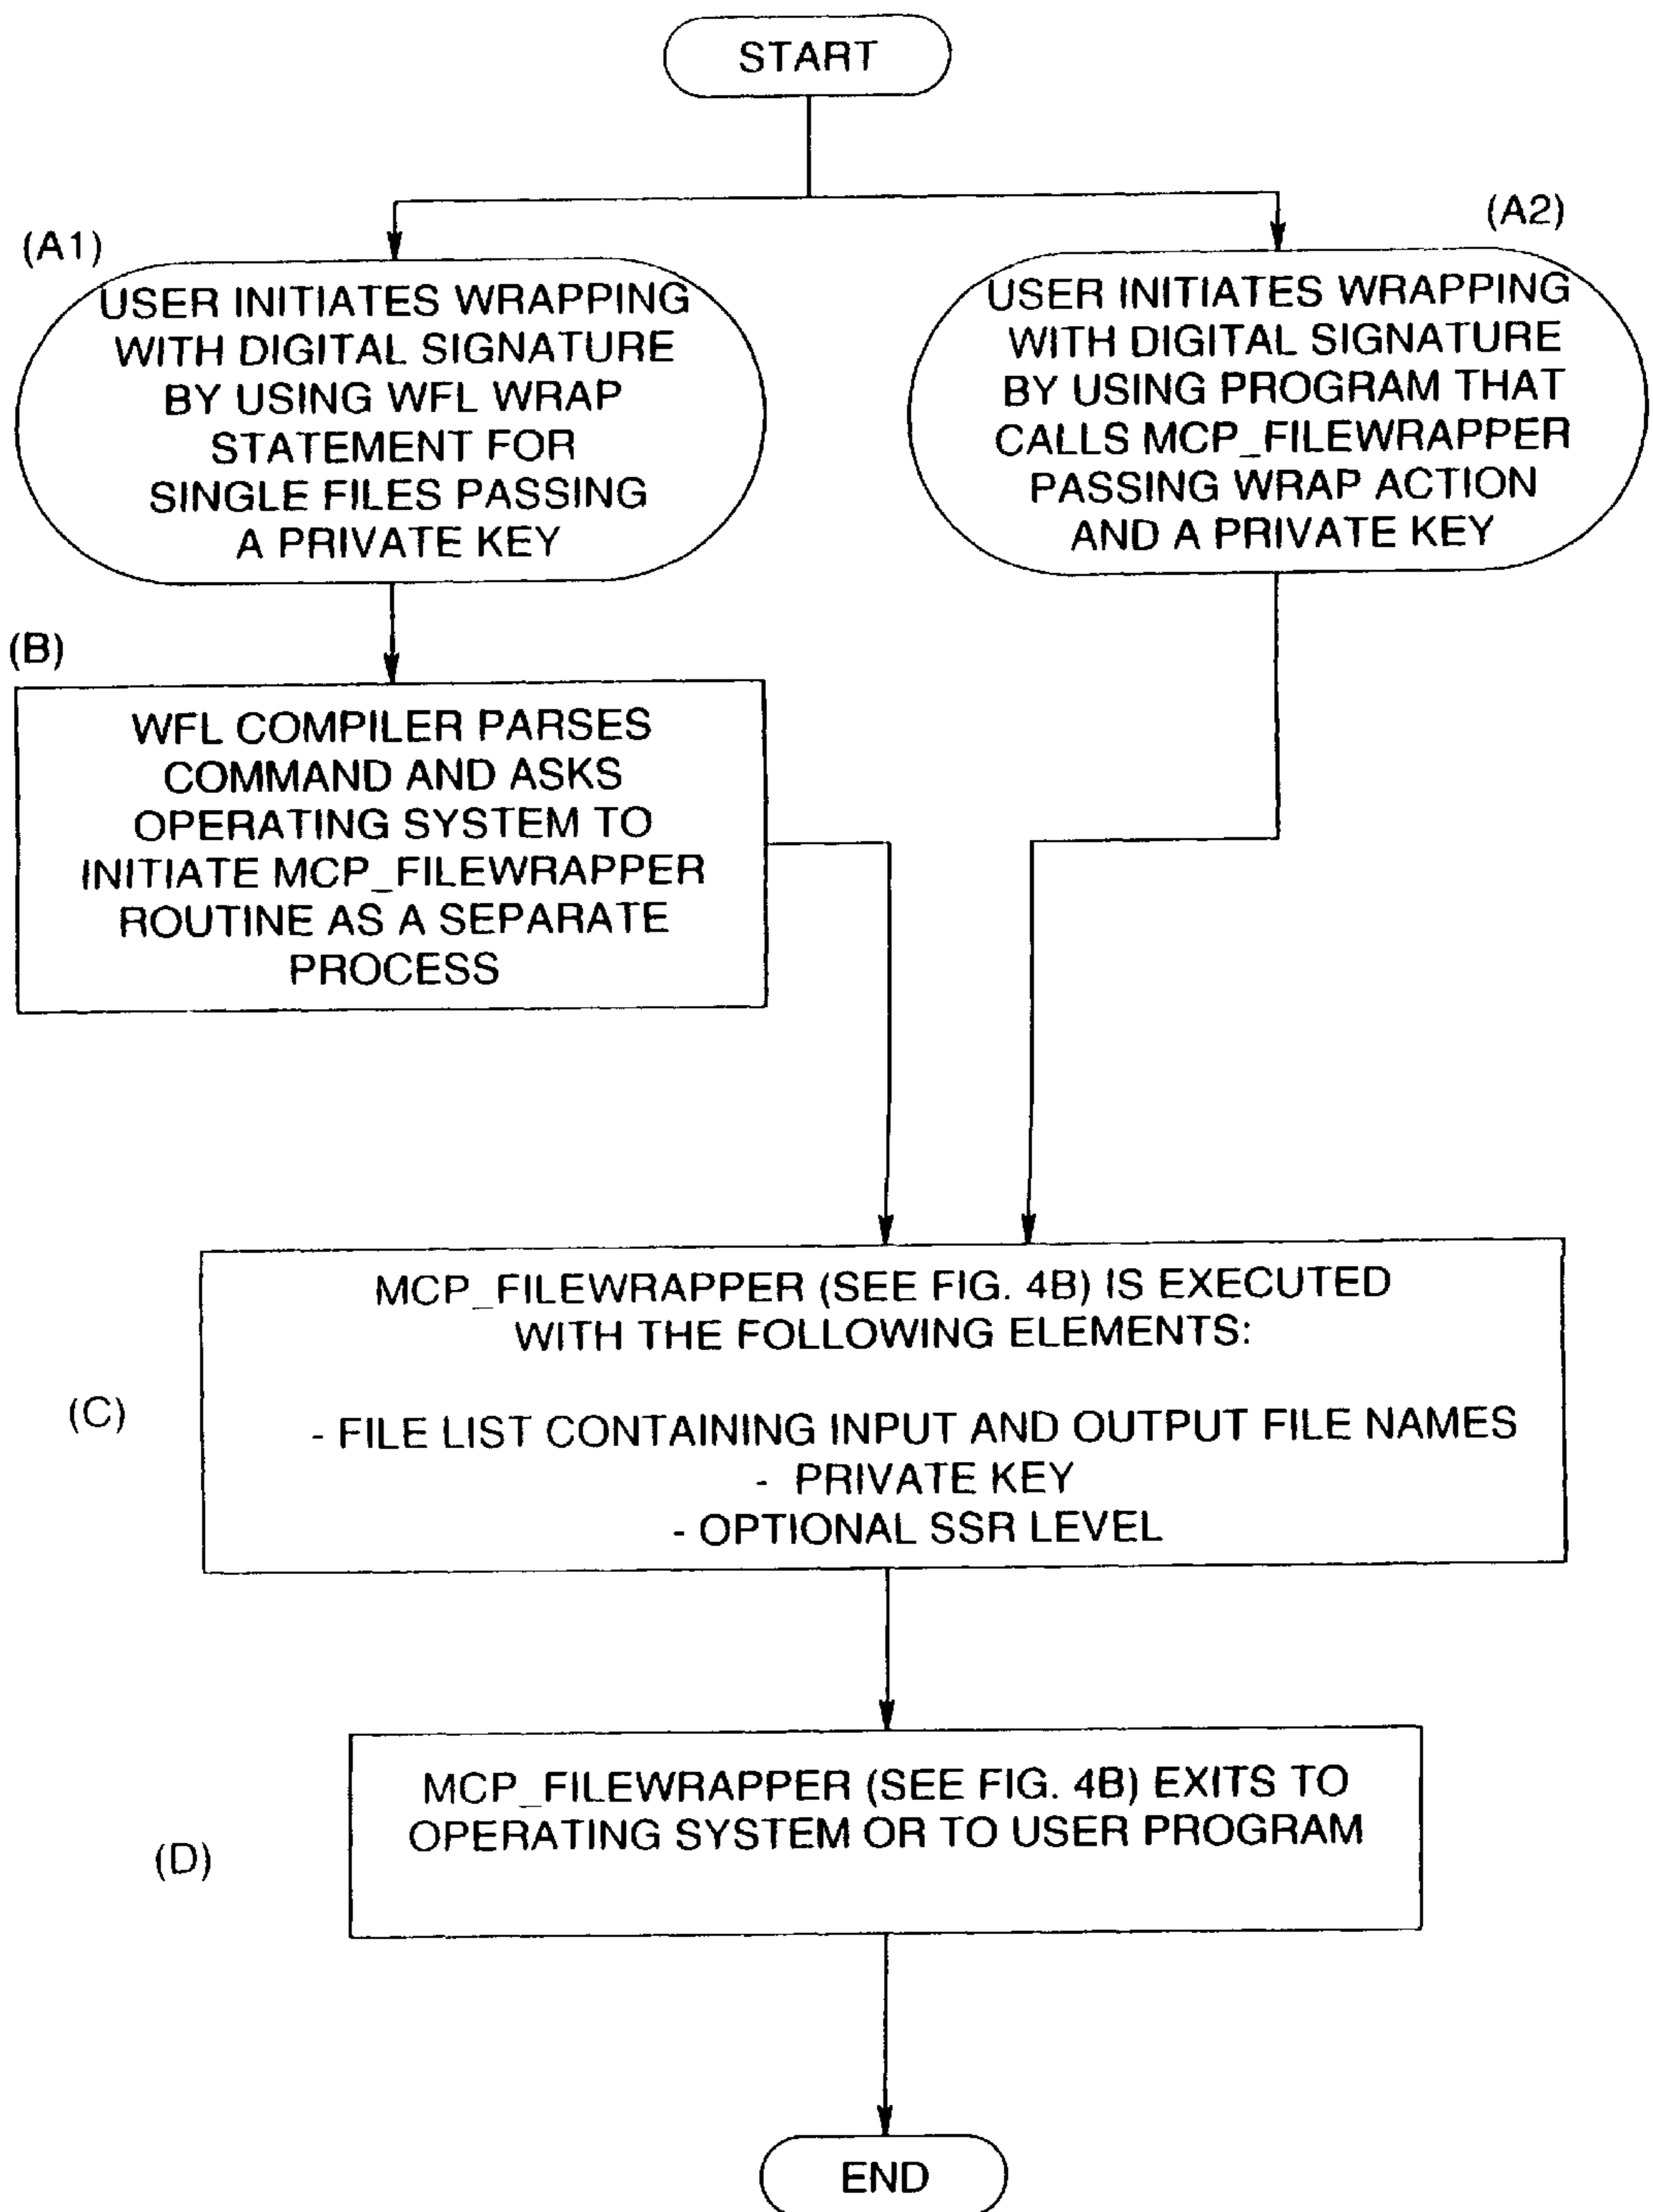 START
(A1)
USER INITIATES WRAPPING
WITH DIGITAL SIGNATURE
BY USING WFL WRAP
STATEMENT FOR
SINGLE FILES PASSING
A PRIVATE KEY
(A2)
USER INITIATES WRAPPING
WITH DIGITAL SIGNATURE
BY USING PROGRAM THAT
CALLS MCP_FILEWRAPPER
PASSING WRAP ACTION
AND A PRIVATE KEY
(B)
WFL COMPILER PARSES
COMMAND AND ASKS
OPERATING SYSTEM TO
INITIATE MCP_FILEWRAPPER
ROUTINE AS A SEPARATE
PROCESS
(C)
MCP_FILEWRAPPER (SEE FIG. 4B) IS EXECUTED
WITH THE FOLLOWING ELEMENTS:
- FILE LIST CONTAINING INPUT AND OUTPUT FILE NAMES
- PRIVATE KEY
- OPTIONAL SSR LEVEL
(D)
MCP_FILEWRAPPER (SEE FIG. 4B) EXITS TO
OPERATING SYSTEM OR TO USER PROGRAM
END